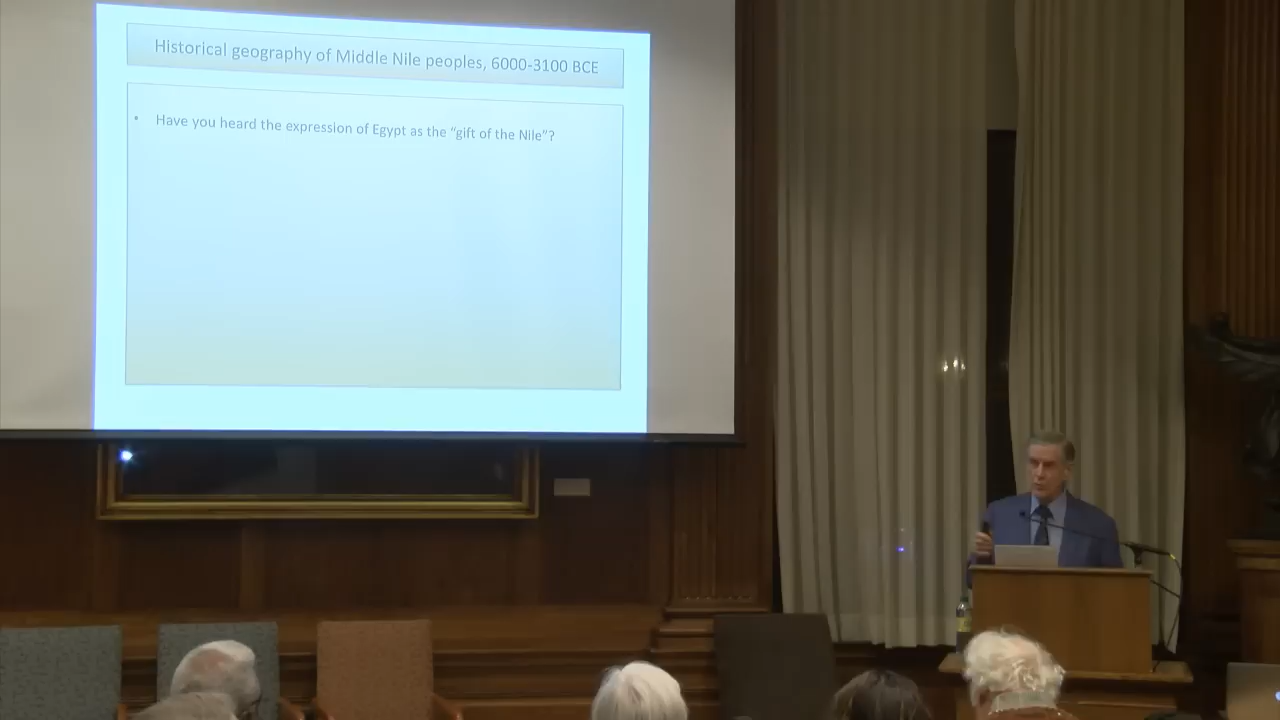 Historical geography of Middle Nile peoples, 6000-3100 BCE
• Have you heard the expression of Egypt as the “gift of the Nile”?